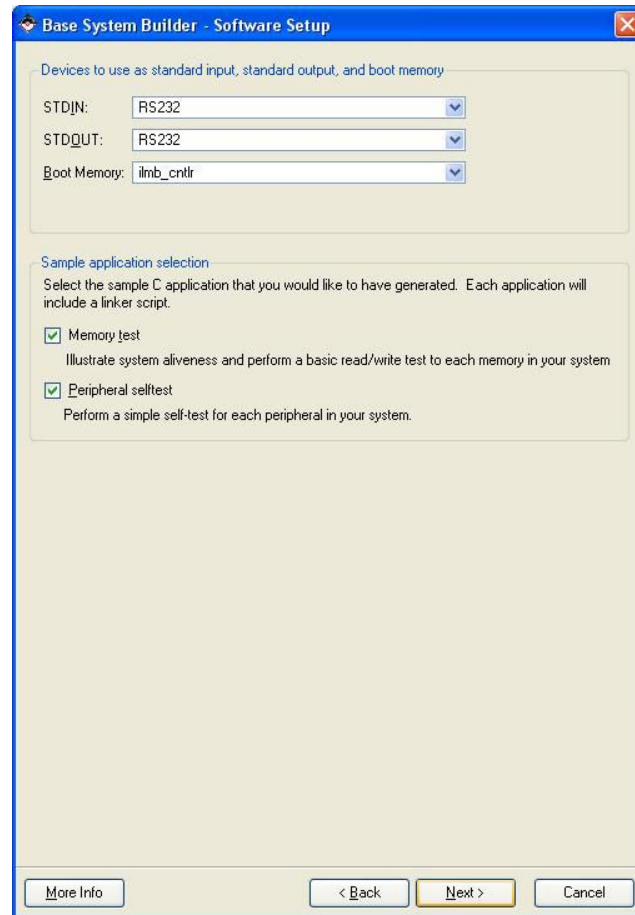 Base System Builder - Software Setup
Devices to use as standard input, standard output, and boot memory
STDIN: RS232
STDOUT: RS232
Boot Memory: ilmb_cntlr
Sample application selection
Select the sample C application that you would like to have generated. Each application will
include a linker script.
Memory test
Illustrate system aliveness and perform a basic read/write test to each memory in your system
Peripheral selftest
Perform a simple self-test for each peripheral in your system.
More Info < Back Next > Cancel